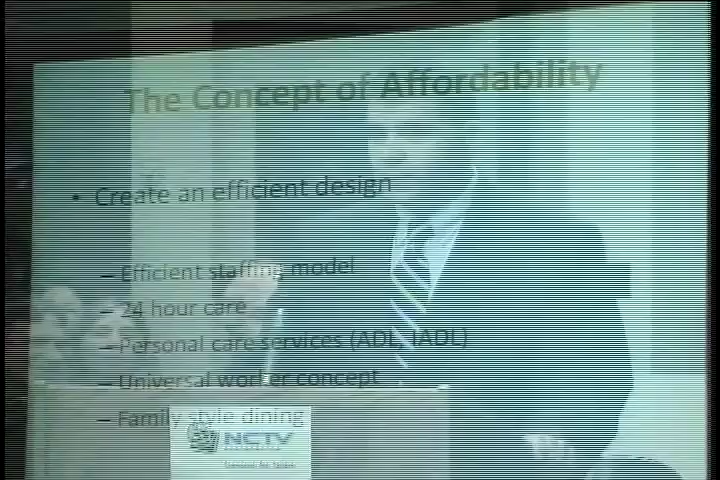 The Concept of Affordability
• Create an efficient design
– Efficient staffing model
– 24 hour care
– Personal care services (ADL, IADL)
– Universal worker concept
– Family style dining
NCTV